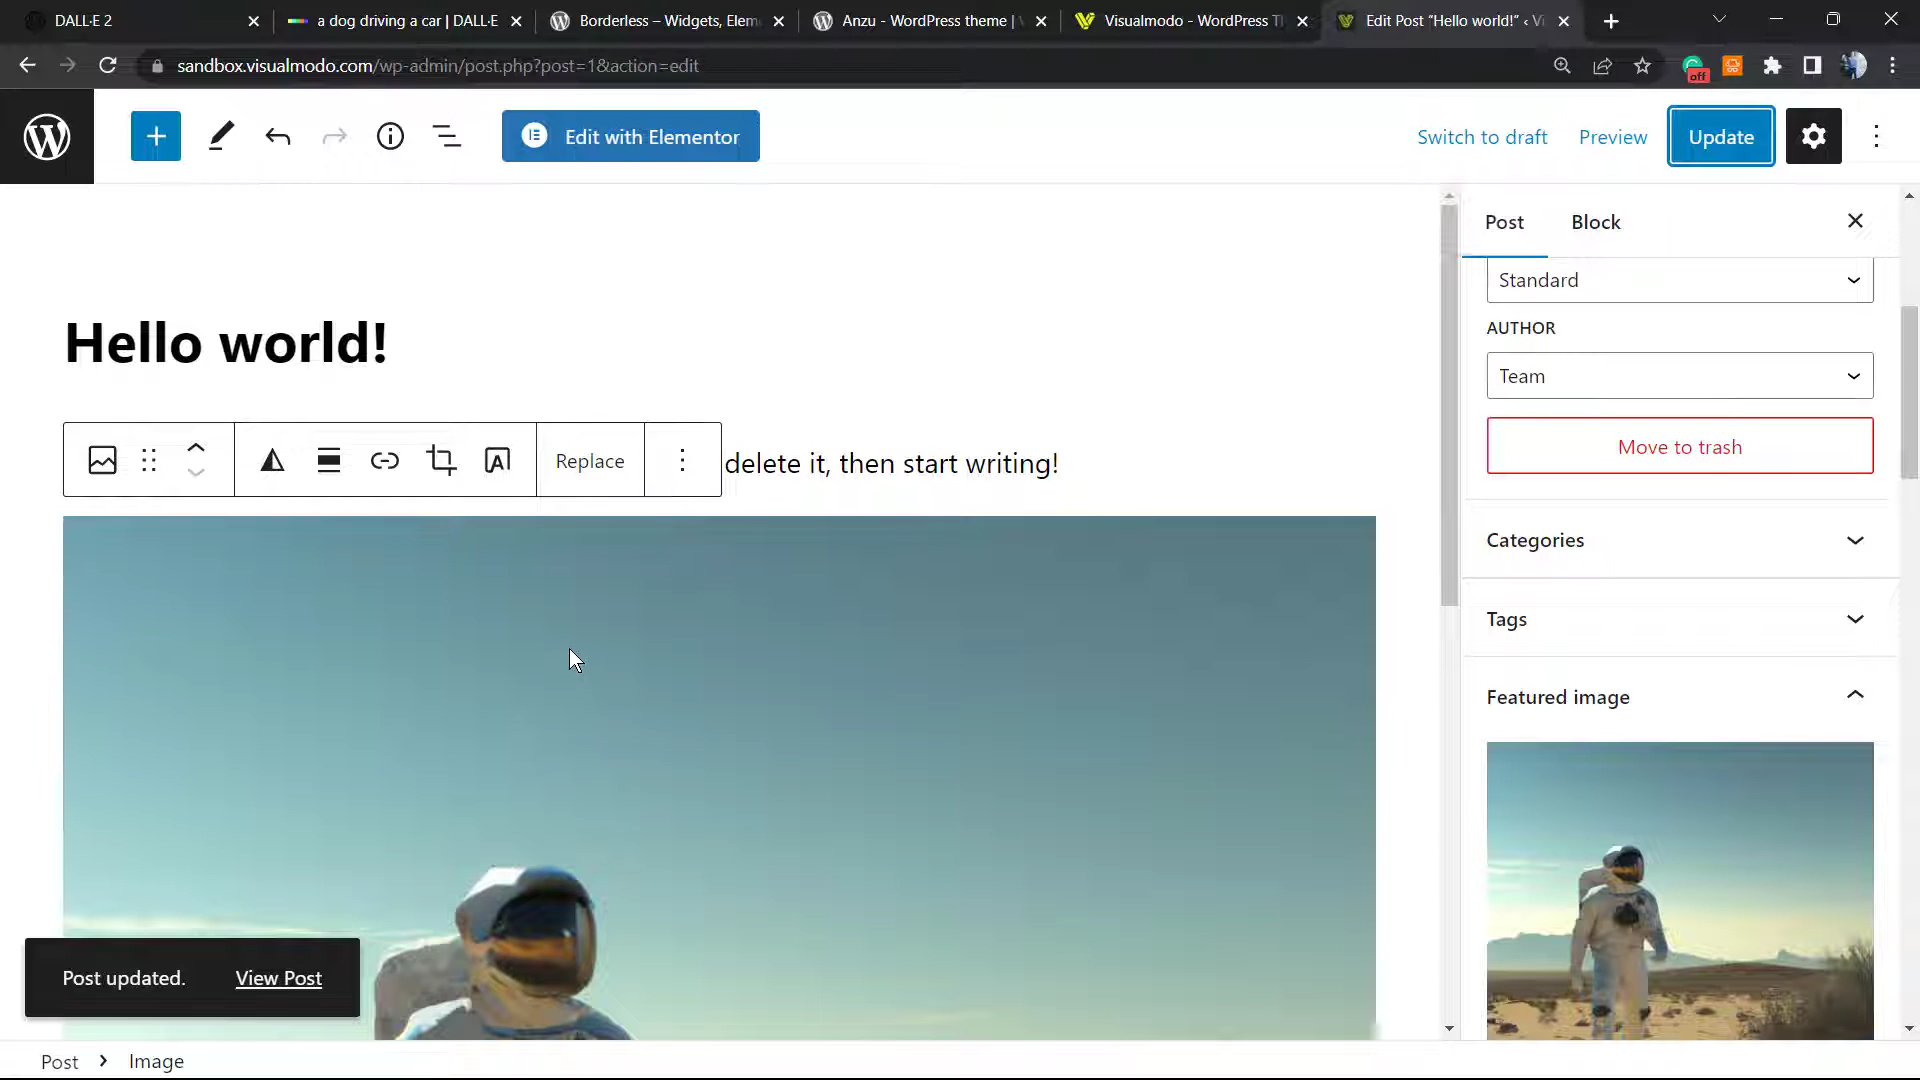 DALL·E 2
a dog driving a car | DALL·E
Borderless – Widgets, Elem
Anzu - WordPress theme |
Visualmodo - WordPress Th
Edit Post “Hello world!” ‹ Vi
sandbox.visualmodo.com/wp-admin/post.php?post=1&action=edit
off
Edit with Elementor
Switch to draft
Preview
Update
Post
Block
Standard
Hello world!
AUTHOR
Team
Move to trash
Replace
delete it, then start writing!
Categories
Tags
Featured image
Post updated.
View Post
Post
Image